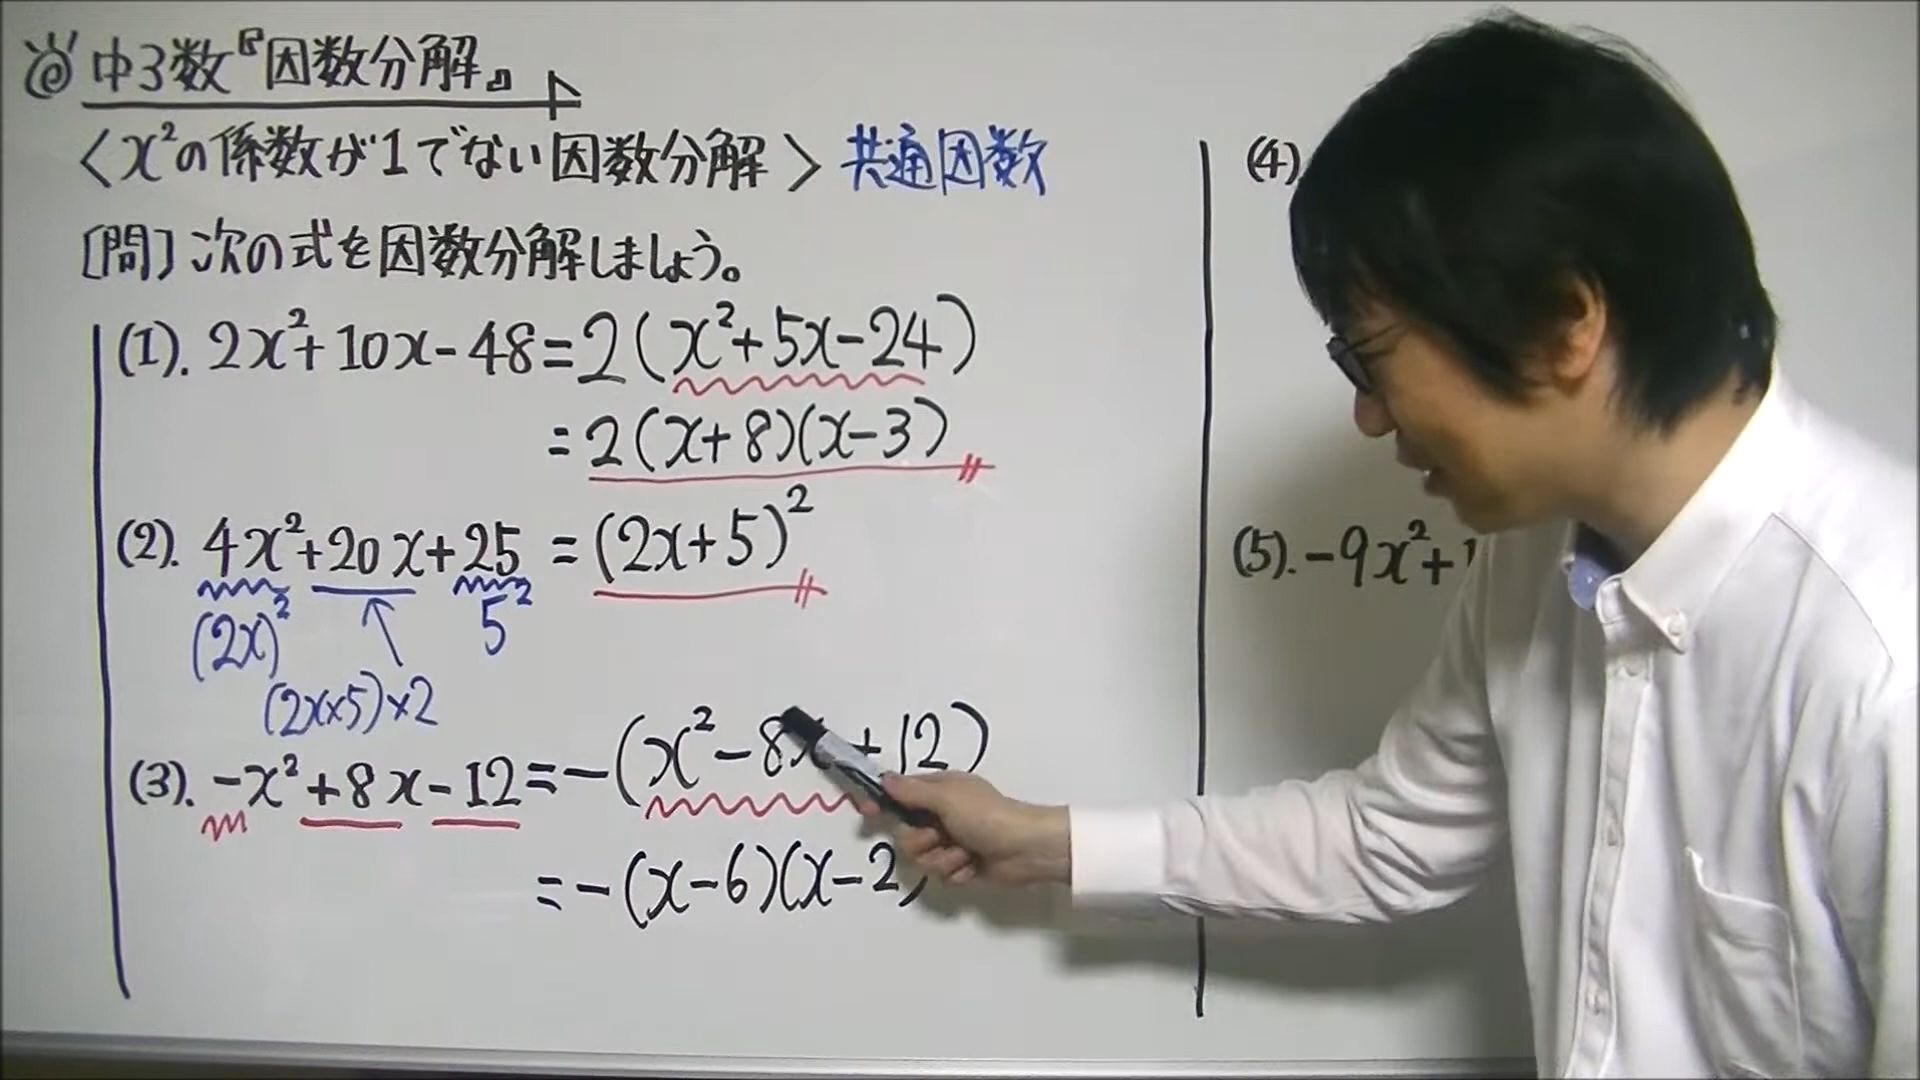 中3数『因数分解』
〈x²の係数が1でない因数分解〉 共通因数
[問] 次の式を因数分解しましょう。
(1). 2x²+10x-48=2(x²+5x-24)
=2(x+8)(x-3)
(2). 4x²+20x+25 =(2x+5)²
(2x)² 5²
(2x×5)×2
(3). -x²+8x-12=-(x²-8x+12)
=-(x-6)(x-2)
(4).
(5). -9x²+1